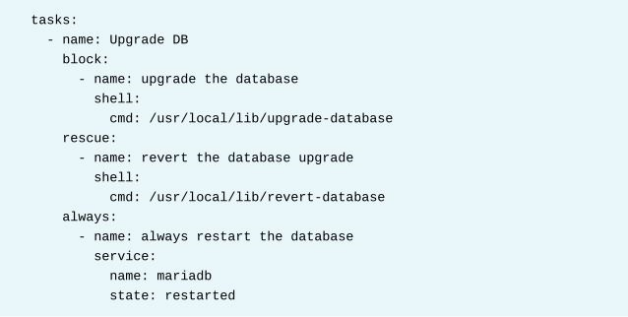 tasks:
  - name: Upgrade DB
    block:
      - name: upgrade the database
        shell:
          cmd: /usr/local/lib/upgrade-database
    rescue:
      - name: revert the database upgrade
        shell:
          cmd: /usr/local/lib/revert-database
    always:
      - name: always restart the database
        service:
          name: mariadb
          state: restarted